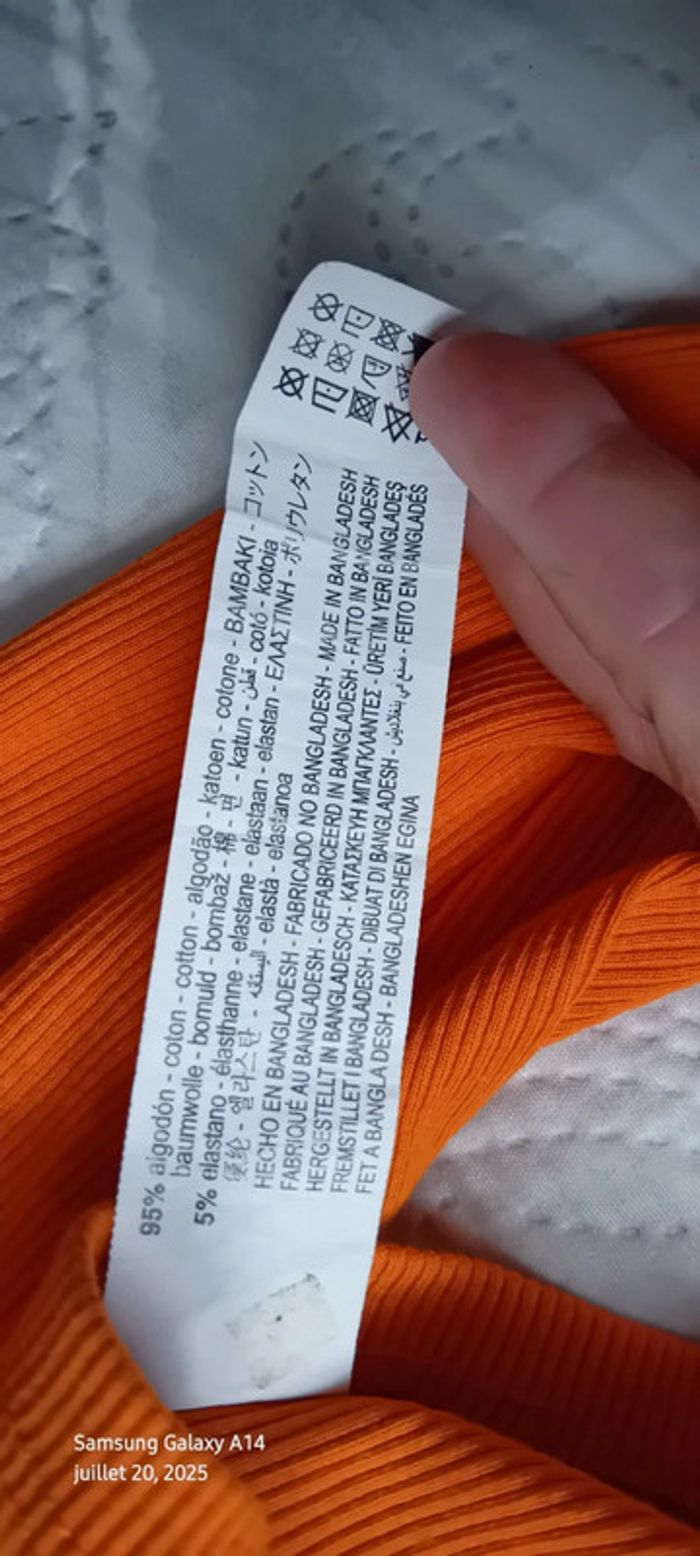 95% algodón - coton - cotton - algodão - katoen - cotone - BAMBAKI - コットン
baumwolle - bomuld - bombaž - 棉 - 면 - katun - قطن - cotó - kotoia
5% elastano - élasthanne - elastane - elastaan - elastan - ΕΛΑΣΤΙΝΗ - ポリウレタン
엘라스탄 - elastà - elastanoa
HECHO EN BANGLADESH - FABRICADO NO BANGLADESH - MADE IN BANGLADESH
FABRIQUÉ AU BANGLADESH - GEFABRICEERD IN BANGLADESH - FATTO IN BANGLADESH
HERGESTELLT IN BANGLADESCH - ΚΑΤΑΣΚΕΥΗ ΜΠΑΓΚΛΑΝΤΕΣ - ÜRETİM YERİ BANGLADEŞ
FREMSTILLET I BANGLADESH - DIBUAT DI BANGLADESH - صنع في بنغلاديش - FEITO EN BANGLADÉS
FET A BANGLA DESH - BANGLADESHEN EGINA
Samsung Galaxy A14
juillet 20, 2025